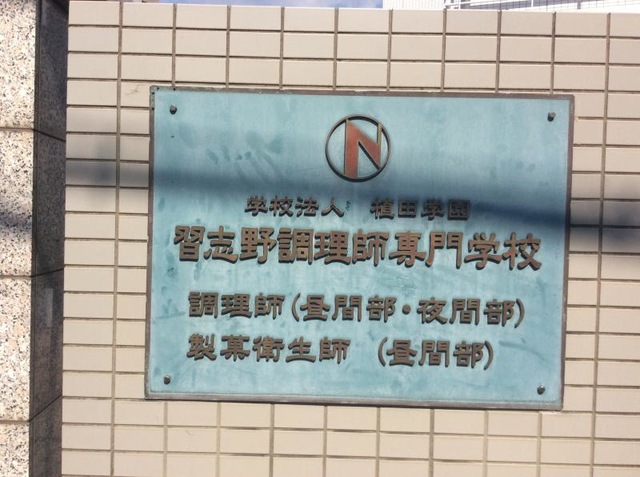 N
学校法人 植田学園
習志野調理師専門学校
調理師(昼間部・夜間部)
製菓衛生師 (昼間部)